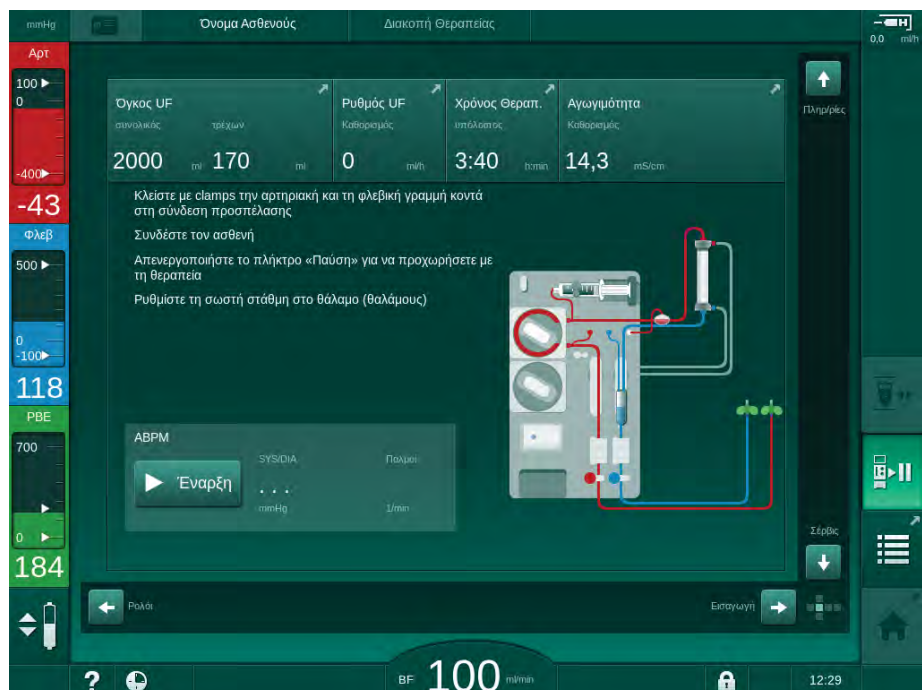 mmHg
Όνομα Ασθενούς
Διακοπή Θεραπείας
0,0 ml/h
Αρτ
100
0
-400
-43
Φλεβ
500
0
-100
118
PBE
700
0
184
Όγκος UF
συνολικός
τρέχων
2000 ml 170 ml
Ρυθμός UF
Καθορισμός
0 ml/h
Χρόνος Θεραπ.
υπόλοιπος
3:40 h:min
Αγωγιμότητα
Καθορισμός
14,3 mS/cm
Πληρ/ρίες
Κλείστε με clamps την αρτηριακή και τη φλεβική γραμμή κοντά
στη σύνδεση προσπέλασης
Συνδέστε τον ασθενή
Απενεργοποιήστε το πλήκτρο «Παύση» για να προχωρήσετε με
τη θεραπεία
Ρυθμίστε τη σωστή στάθμη στο θάλαμο (θαλάμους)
ABPM
SYS/DIA
Παλμοι
Έναρξη
. . .
mmHg
1/min
Σέρβις
Ρολόι
Εισαγωγή
?
BF 100 ml/min
12:29